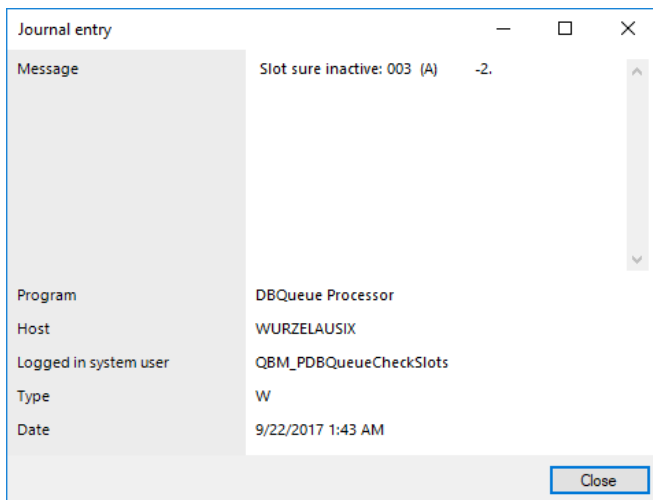 Journal entry
Message Slot sure inactive: 003 (A) -2.
Program DBQueue Processor
Host WURZELAUSIX
Logged in system user QBM_PDBQueueCheckSlots
Type W
Date 9/22/2017 1:43 AM
Close